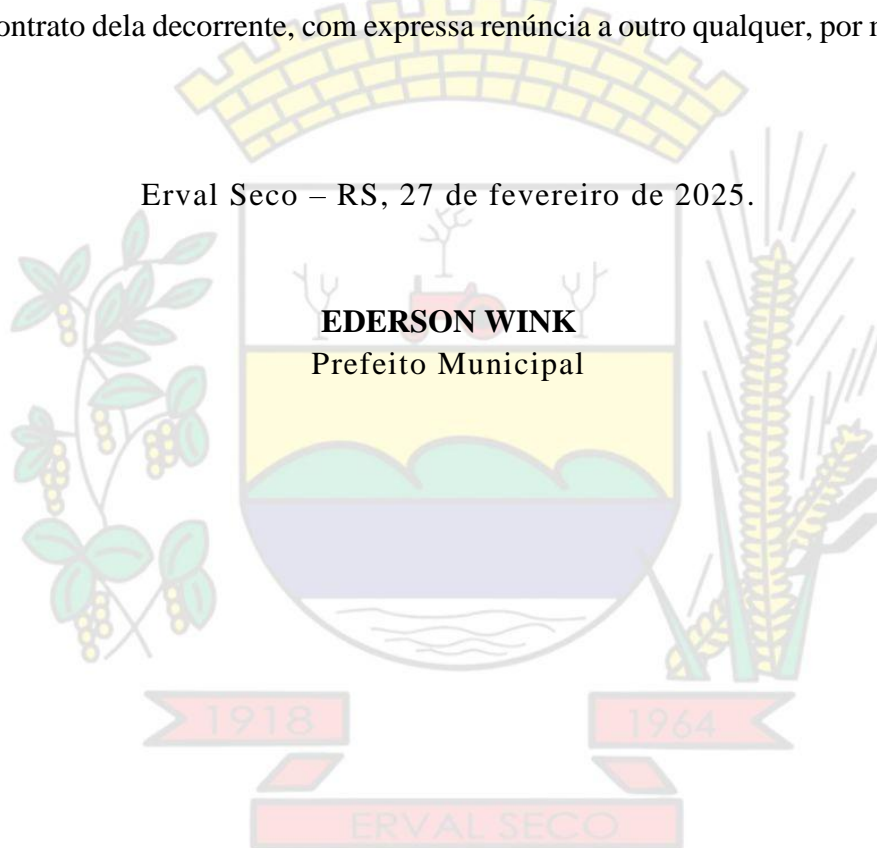 ontrato dela decorrente, com expressa renúncia a outro qualquer, por
Erval Seco – RS, 27 de fevereiro de 2025.
EDERSON WINK
Prefeito Municipal
1918
1964
ERVAL SECO